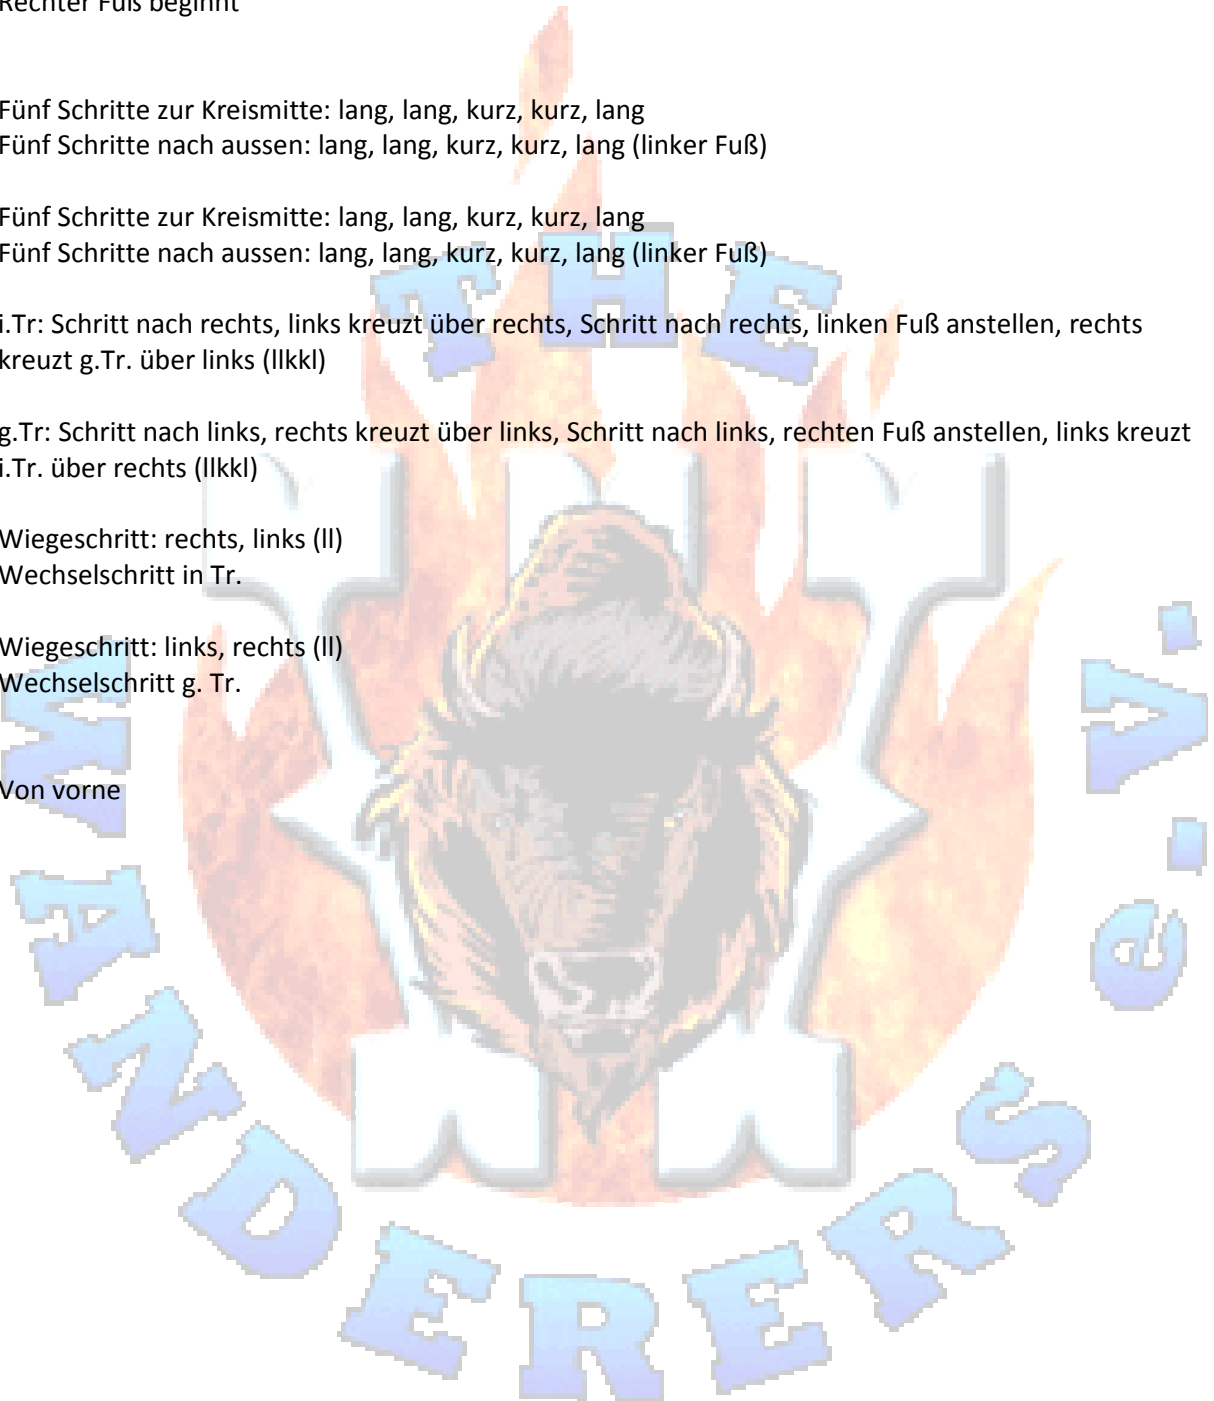 Rechter Fuß beginnt
Fünf Schritte zur Kreismitte: lang, lang, kurz, kurz, lang
Fünf Schritte nach aussen: lang, lang, kurz, kurz, lang (linker Fuß)
Fünf Schritte zur Kreismitte: lang, lang, kurz, kurz, lang
Fünf Schritte nach aussen: lang, lang, kurz, kurz, lang (linker Fuß)
i.Tr: Schritt nach rechts, links kreuzt über rechts, Schritt nach rechts, linken Fuß anstellen, rechts
kreuzt g.Tr. über links (llkkl)
g.Tr: Schritt nach links, rechts kreuzt über links, Schritt nach links, rechten Fuß anstellen, links kreuzt
i.Tr. über rechts (llkkl)
Wiegeschritt: rechts, links (ll)
Wechselschritt in Tr.
Wiegeschritt: links, rechts (ll)
Wechselschritt g. Tr.
Von vorne
THE
WANDERERS e.V.